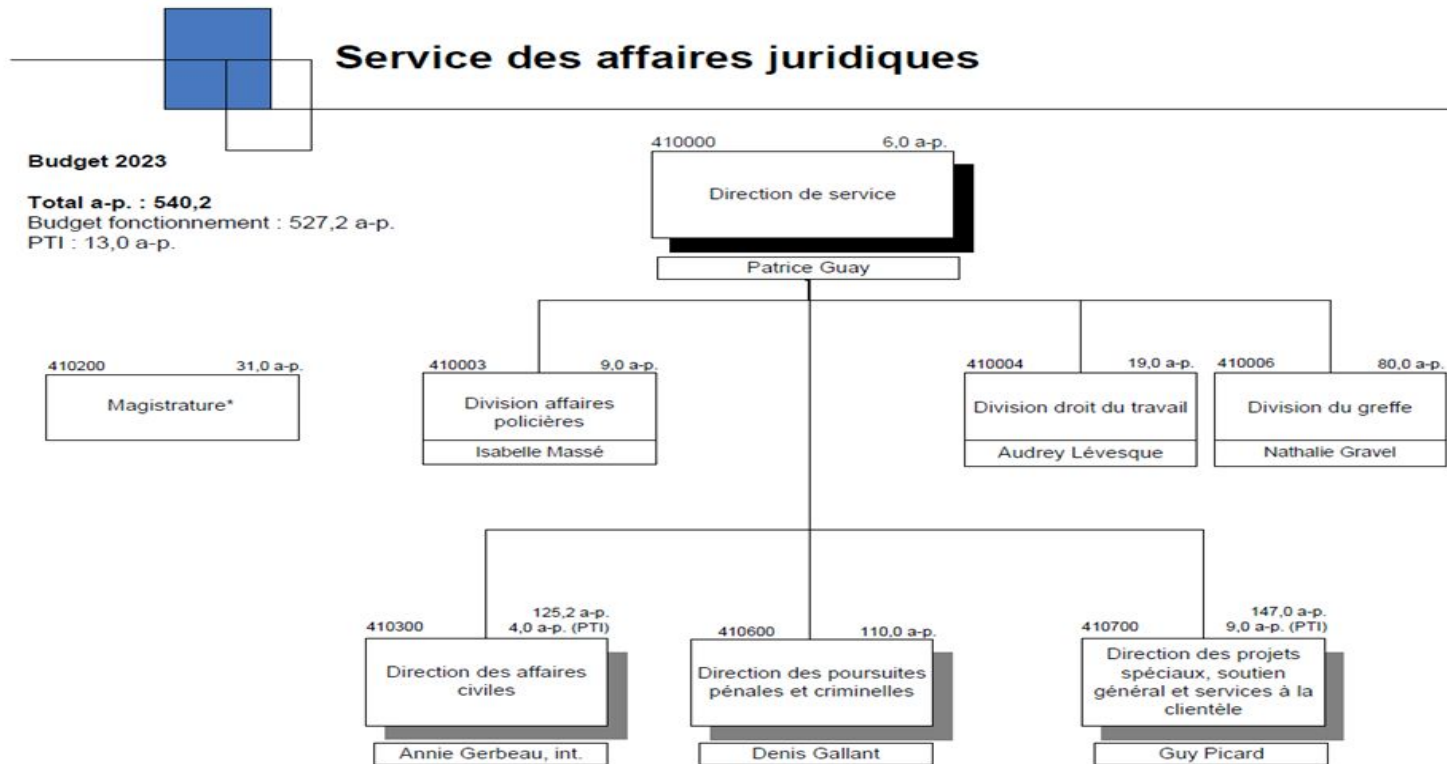 Service des affaires juridiques
Budget 2023
Total a-p. : 540,2
Budget fonctionnement : 527,2 a-p.
PTI : 13,0 a-p.
410000 6,0 a-p.
Direction de service
Patrice Guay
410200 31,0 a-p.
Magistrature*
410003 9,0 a-p.
Division affaires
policières
Isabelle Massé
410004 19,0 a-p.
Division droit du travail
Audrey Lévesque
410006 80,0 a-p.
Division du greffe
Nathalie Gravel
125,2 a-p.
410300 4,0 a-p. (PTI)
Direction des affaires
civiles
Annie Gerbeau, int.
410600 110,0 a-p.
Direction des poursuites
pénales et criminelles
Denis Gallant
147,0 a-p.
410700 9,0 a-p. (PTI)
Direction des projets
spéciaux, soutien
général et services à la
clientèle
Guy Picard